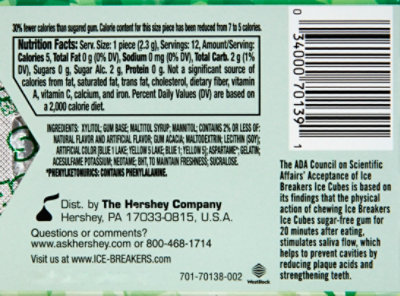 30% fewer calories than sugared gum. Calorie content for this size piece has been reduced from 7 to 5 calories.
Nutrition Facts: Serv. Size: 1 piece (2.3 g), Servings: 12, Amount/Serving:
Calories 5, Total Fat 0 g (0% DV), Sodium 0 mg (0% DV), Total Carb. 2 g (1%
DV), Sugars 0 g, Sugar Alc. 2 g, Protein 0 g. Not a significant source of
calories from fat, saturated fat, trans fat, cholesterol, dietary fiber, vitamin
A, vitamin C, calcium, and iron. Percent Daily Values (DV) are based on
a 2,000 calorie diet.
INGREDIENTS: XYLITOL; GUM BASE; MALTITOL SYRUP; MANNITOL; CONTAINS 2% OR LESS OF:
NATURAL FLAVOR AND ARTIFICIAL FLAVOR; GUM ACACIA; MALTODEXTRIN; LECITHIN (SOY);
ARTIFICIAL COLOR (BLUE 1 LAKE; YELLOW 5 LAKE; BLUE 1; YELLOW 5); ASPARTAME*; GELATIN;
ACESULFAME POTASSIUM; NEOTAME; BHT, TO MAINTAIN FRESHNESS; SUCRALOSE;
*PHENYLKETONURICS: CONTAINS PHENYLALANINE.
Dist. by The Hershey Company
Hershey, PA 17033-0815, U.S.A.
Questions or comments?
www.askhershey.com or 800-468-1714
Visit us at www.ICE-BREAKERS.com
701-70138-002
WestRock
0 34000 70139 1
The ADA Council on Scientific
Affairs' Acceptance of Ice
Breakers Ice Cubes is based on
its findings that the physical
action of chewing Ice Breakers
Ice Cubes sugar-free gum for
20 minutes after eating,
stimulates saliva flow, which
helps to prevent cavities by
reducing plaque acids and
strengthening teeth.